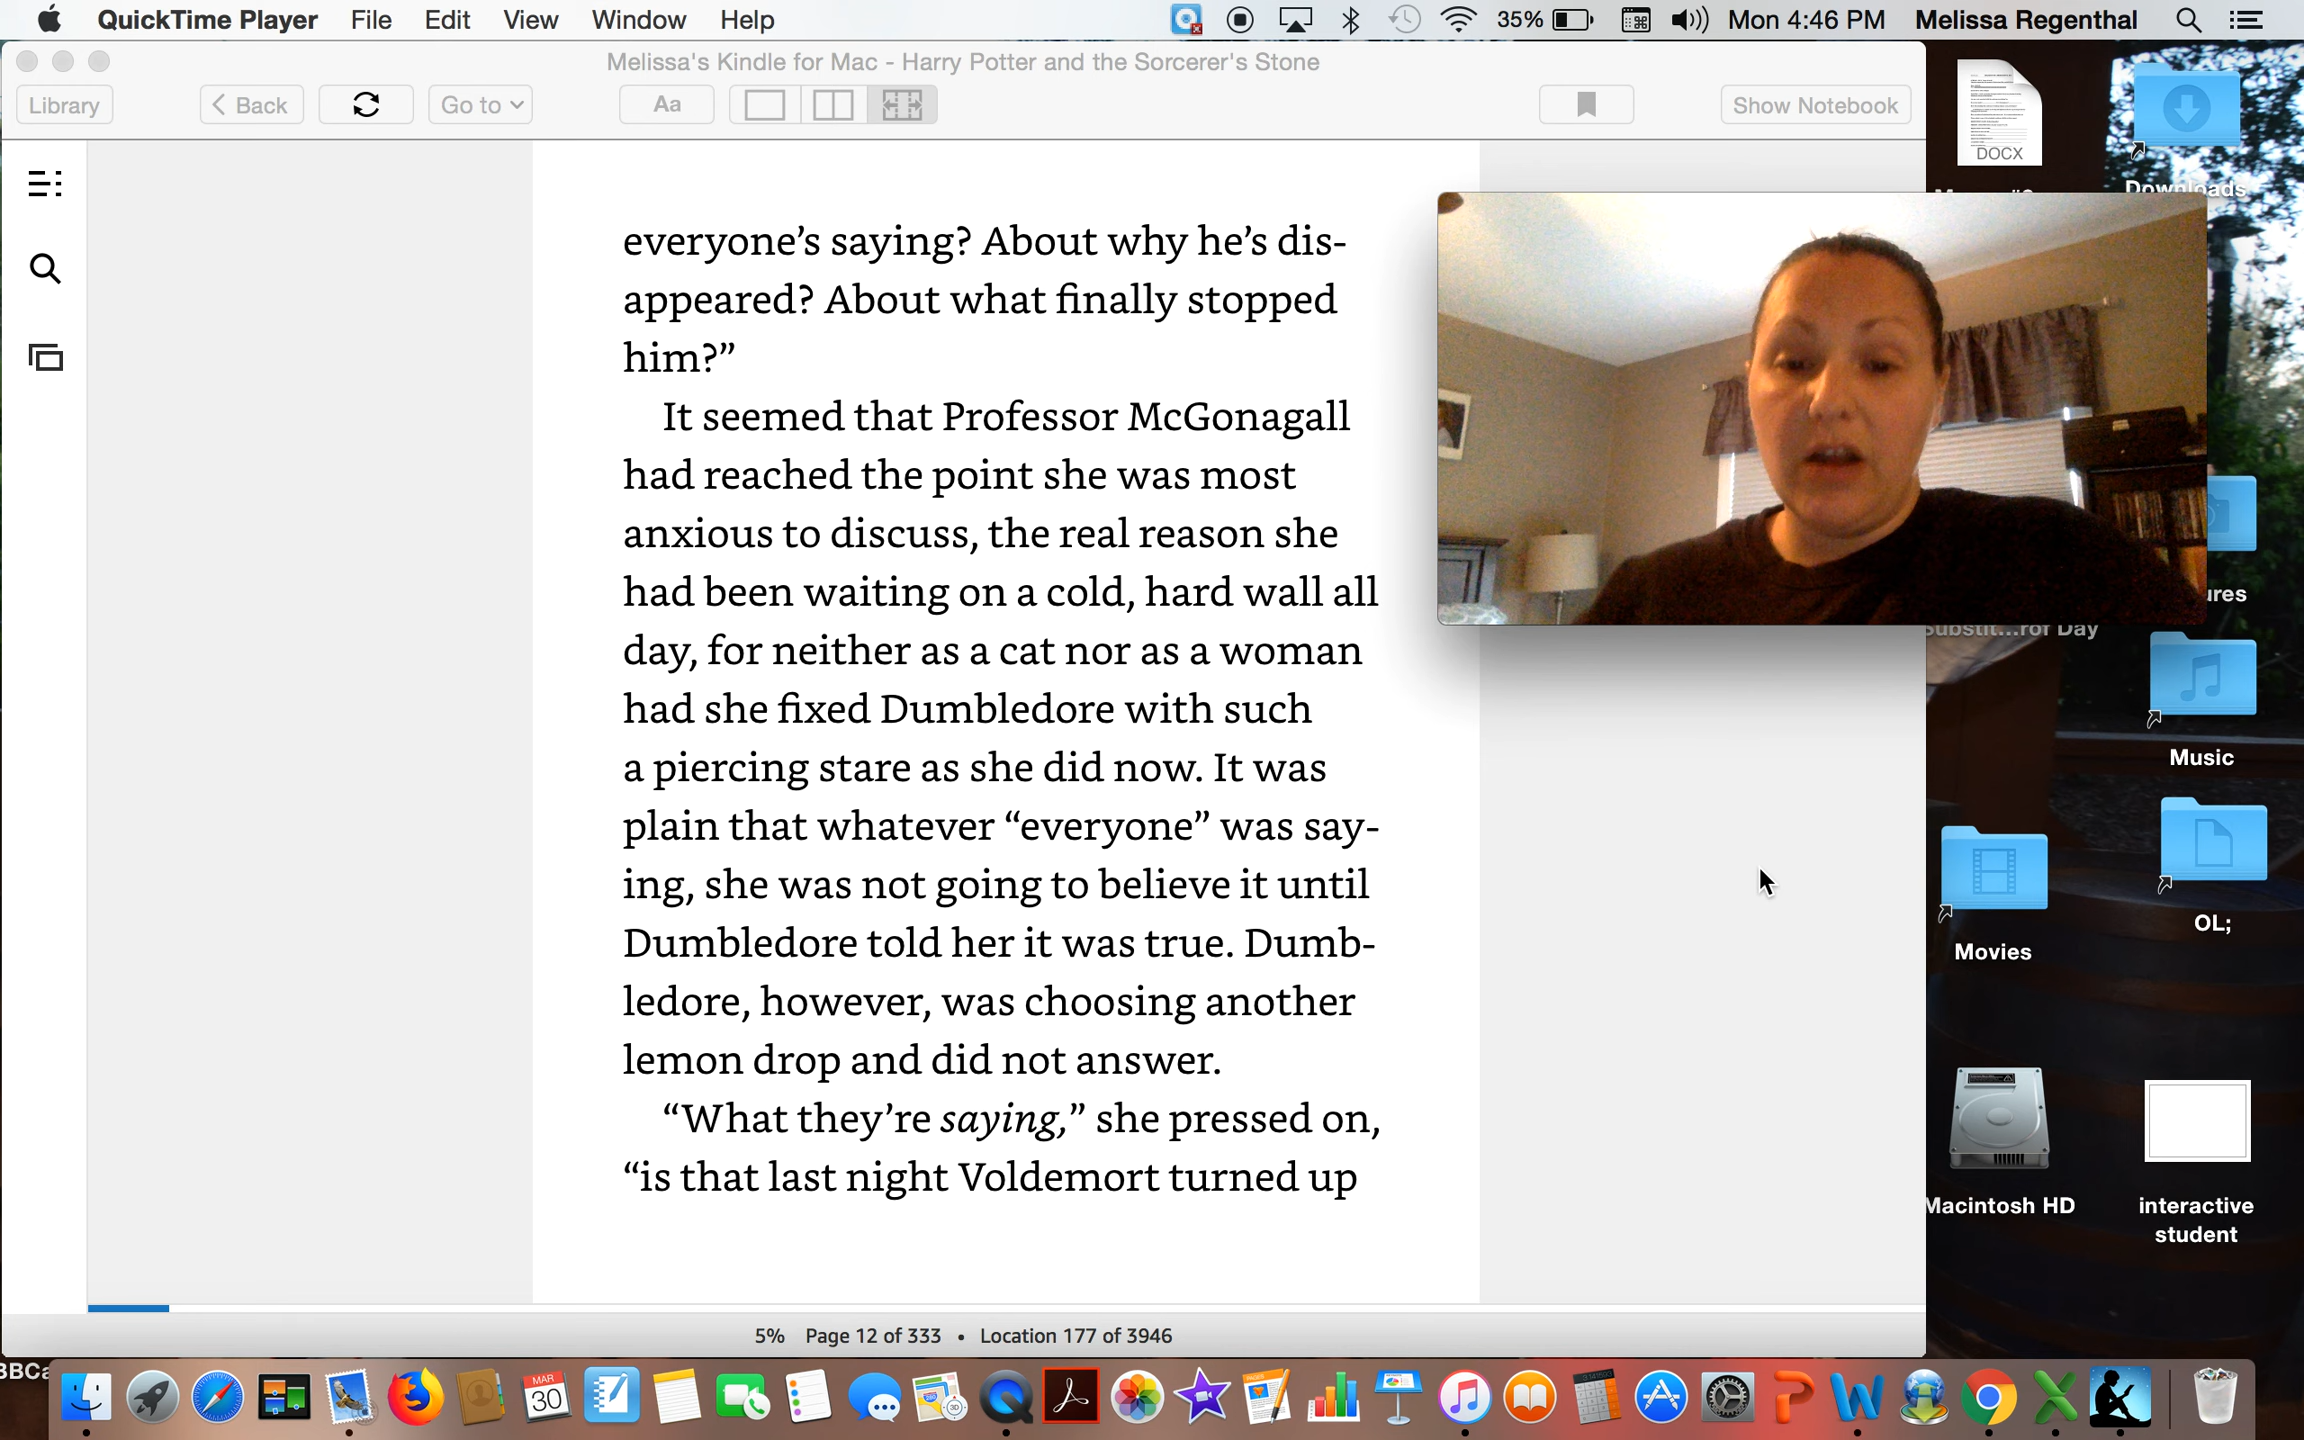 QuickTime Player File Edit View Window Help 35% Mon 4:46 PM Melissa Regenthal
Melissa's Kindle for Mac - Harry Potter and the Sorcerer's Stone
Library Back Go to Aa Show Notebook
everyone’s saying? About why he’s dis-
appeared? About what finally stopped
him?”
It seemed that Professor McGonagall
had reached the point she was most
anxious to discuss, the real reason she
had been waiting on a cold, hard wall all
day, for neither as a cat nor as a woman
had she fixed Dumbledore with such
a piercing stare as she did now. It was
plain that whatever “everyone” was say-
ing, she was not going to believe it until
Dumbledore told her it was true. Dumb-
ledore, however, was choosing another
lemon drop and did not answer.
“What they’re saying,” she pressed on,
“is that last night Voldemort turned up
5% Page 12 of 333 • Location 177 of 3946
DOCX
Downloads
ures
Substit...rof Day
Music
Movies
OL;
Macintosh HD
interactive
student
BBCa
MAR
30